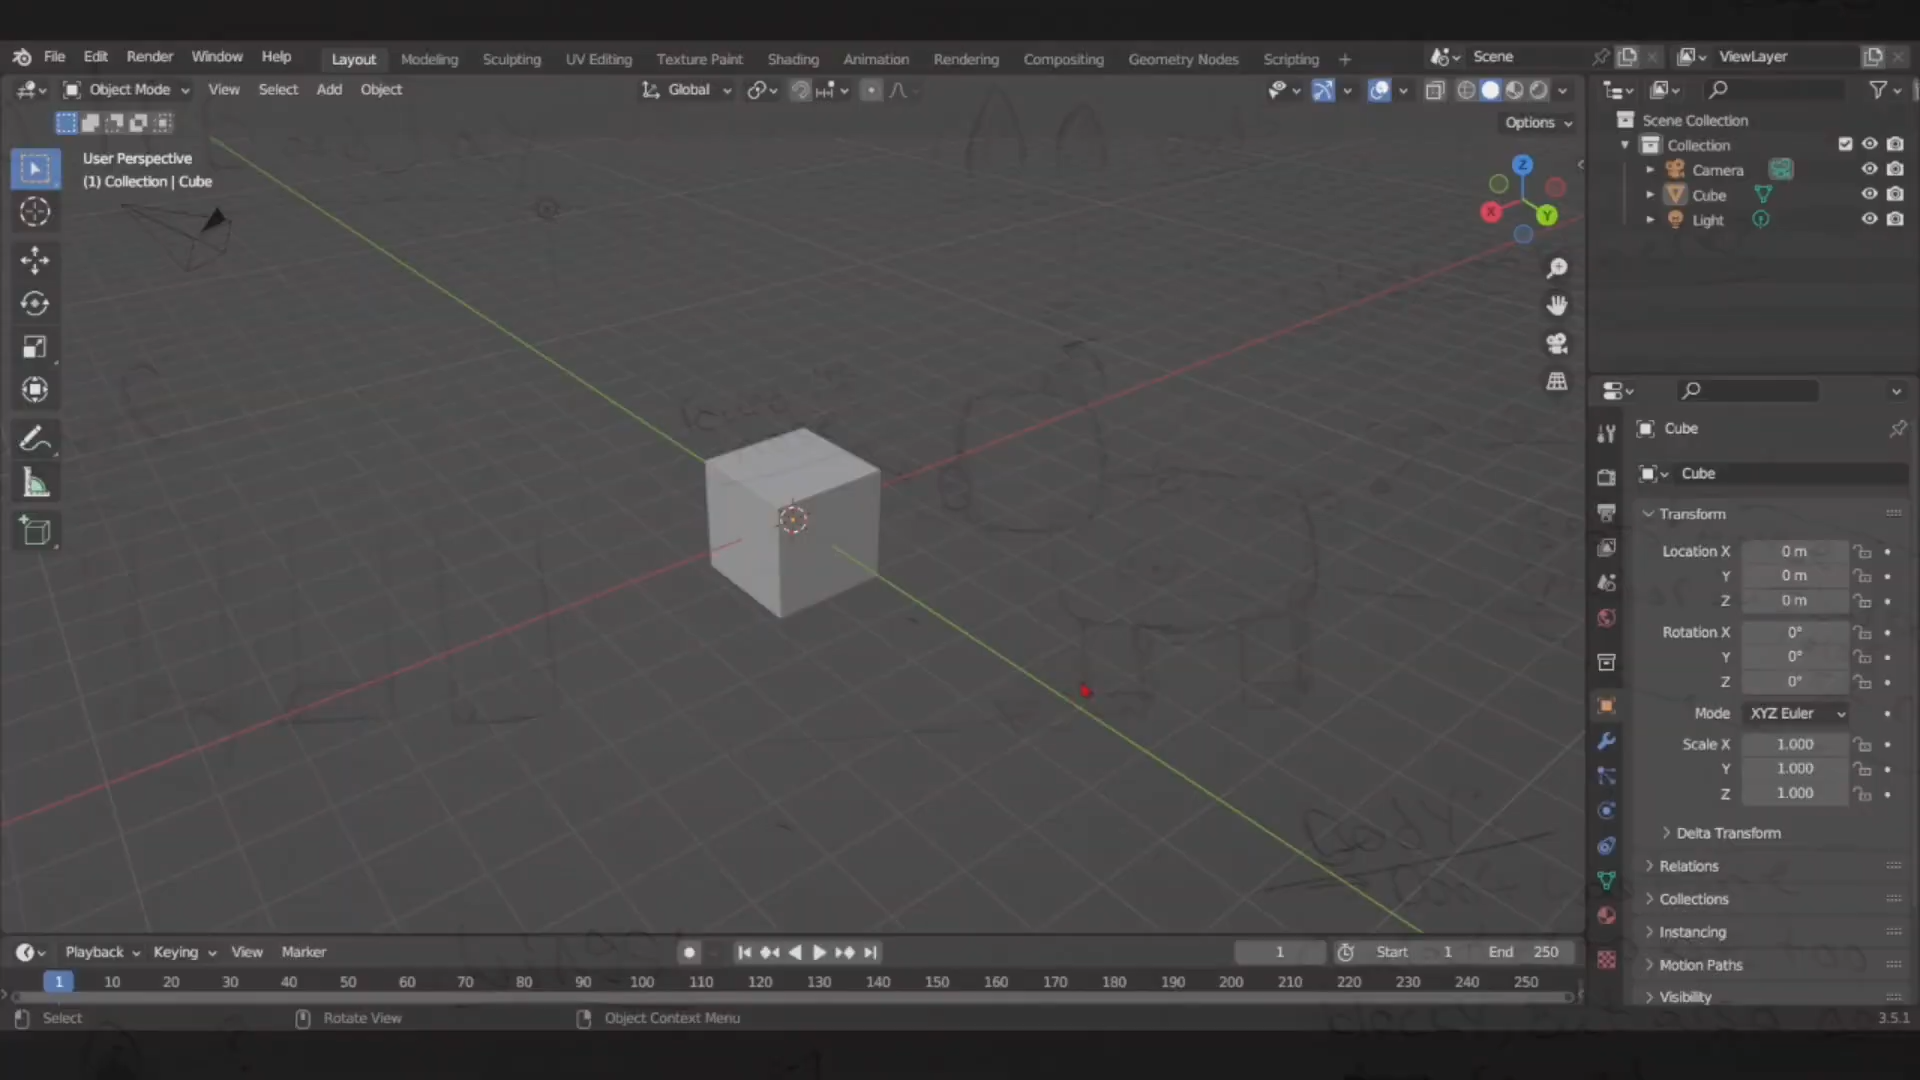 File Edit Render Window Help Layout Modeling Sculpting UV Editing Texture Paint Shading Animation Rendering Compositing Geometry Nodes Scripting + Scene ViewLayer
Object Mode View Select Add Object Global
Options
User Perspective
(1) Collection | Cube
Z
X
Y
Scene Collection
Collection
Camera
Cube
Light
Cube
Cube
Transform
Location X 0 m
Y 0 m
Z 0 m
Rotation X 0°
Y 0°
Z 0°
Mode XYZ Euler
Scale X 1.000
Y 1.000
Z 1.000
Delta Transform
Relations
Collections
Instancing
Motion Paths
Visibility
Body
Playback Keying View Marker 1 Start 1 End 250
1 10 20 30 40 50 60 70 80 90 100 110 120 130 140 150 160 170 180 190 200 210 220 230 240 250
Select Rotate View Object Context Menu 3.5.1